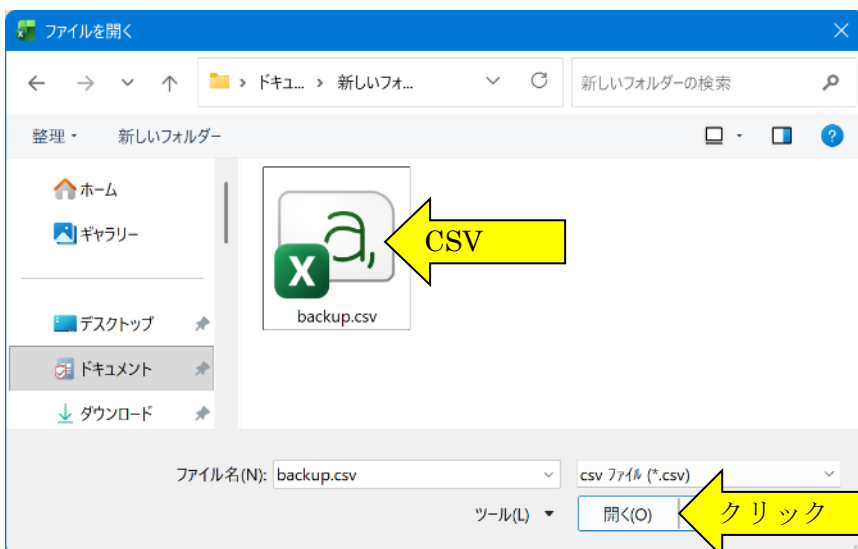 ファイルを開く
ドキュ... › 新しいフォ...
新しいフォルダーの検索
整理
新しいフォルダー
ホーム
ギャラリー
デスクトップ
ドキュメント
ダウンロード
a,
X
CSV
backup.csv
ファイル名(N): backup.csv
csv ﾌｧｲﾙ (*.csv)
ツール(L)
開く(O)
クリック